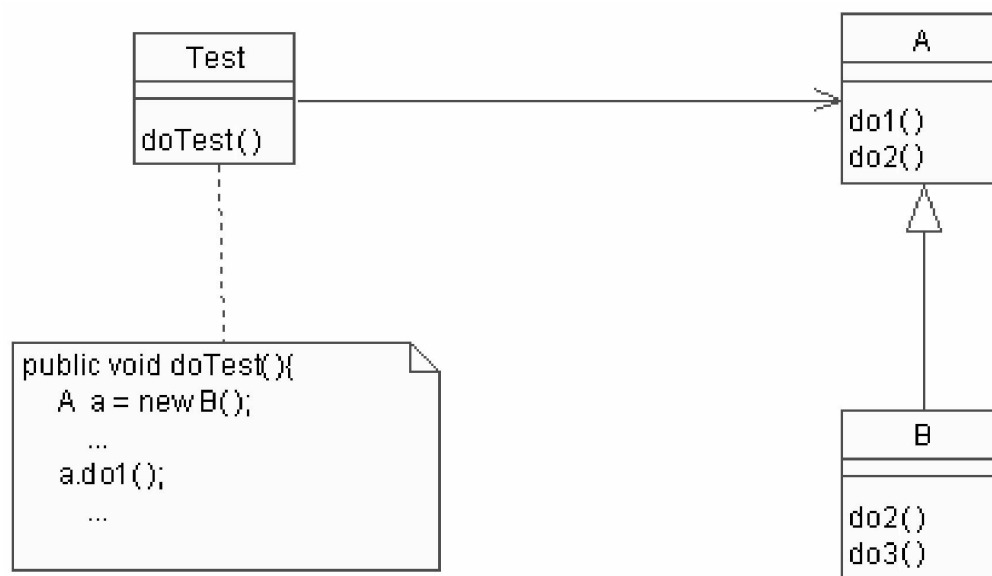 Test
doTest()
A
do1()
do2()
public void doTest(){
A a = new B();
...
a.do1();
...
B
do2()
do3()